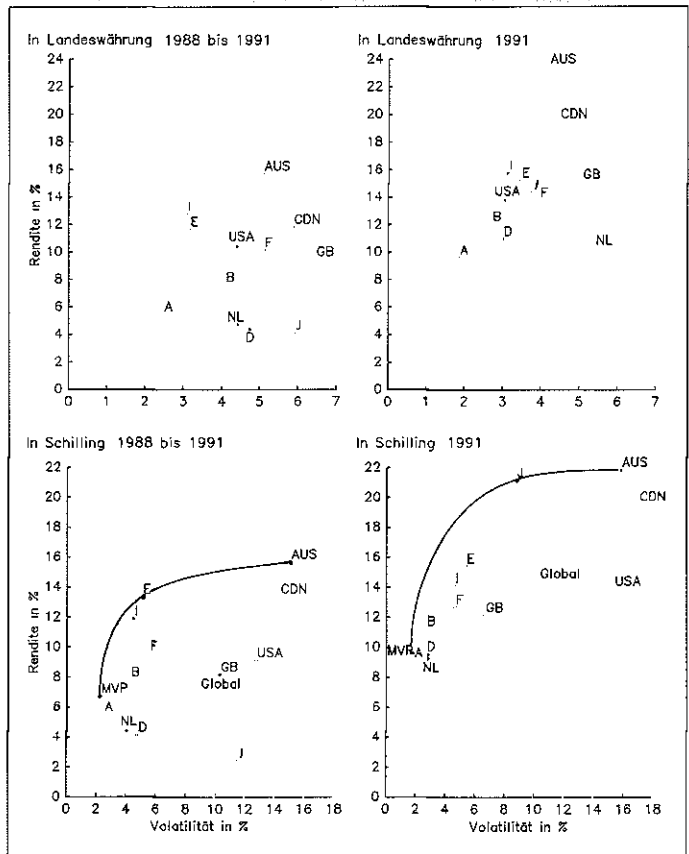 In Landeswährung 1988 bis 1991
24
22
20
18
16
14
12
10
8
6
4
2
0
Rendite in %
AUS
I
E
CDN
USA
F
GB
B
A
NL
D
J
0 1 2 3 4 5 6 7
In Landeswährung 1991
24
22
20
18
16
14
12
10
8
6
4
2
0
AUS
CDN
I
E
GB
USA
J
F
B
D
NL
A
0 1 2 3 4 5 6 7
In Schilling 1988 bis 1991
22
20
18
16
14
12
10
8
6
4
2
0
Rendite in %
AUS
E
CDN
I
F
USA
B
GB
Global
MVP
A
NL
D
J
0 2 4 6 8 10 12 14 16 18
Volatilität in %
In Schilling 1991
22
20
18
16
14
12
10
8
6
4
2
0
AUS
J
CDN
E
I
Global
USA
F
GB
B
D
MVP
A
NL
0 2 4 6 8 10 12 14 16 18
Volatilität in %